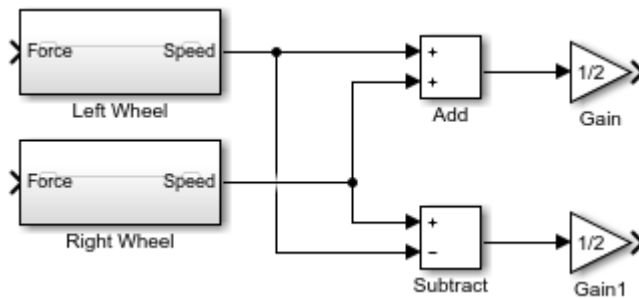 Force Speed
Left Wheel
+
+
Add
1/2
Gain
Force Speed
Right Wheel
+
−
Subtract
1/2
Gain1